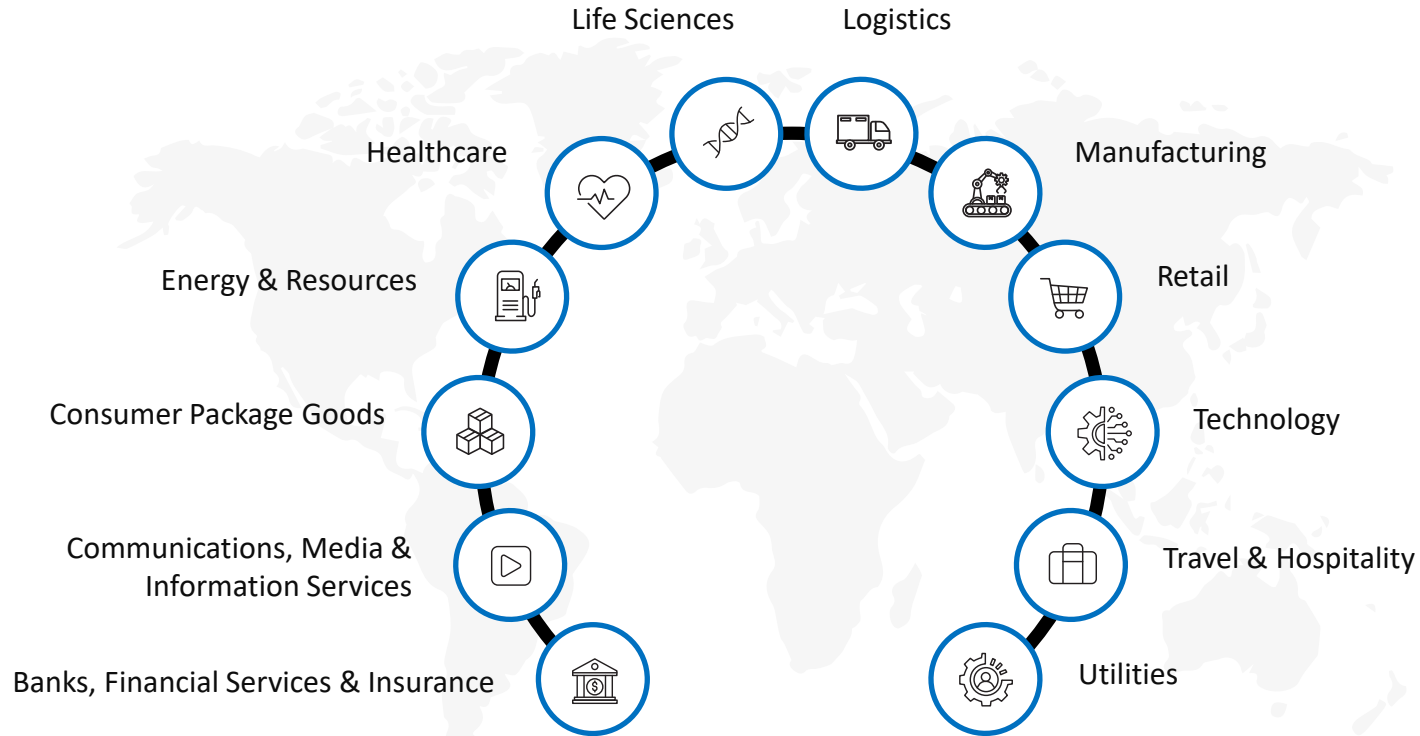 Life Sciences
Logistics
Healthcare
Manufacturing
Energy & Resources
Retail
Consumer Package Goods
Technology
Communications, Media &
Information Services
Travel & Hospitality
Banks, Financial Services & Insurance
$
Utilities